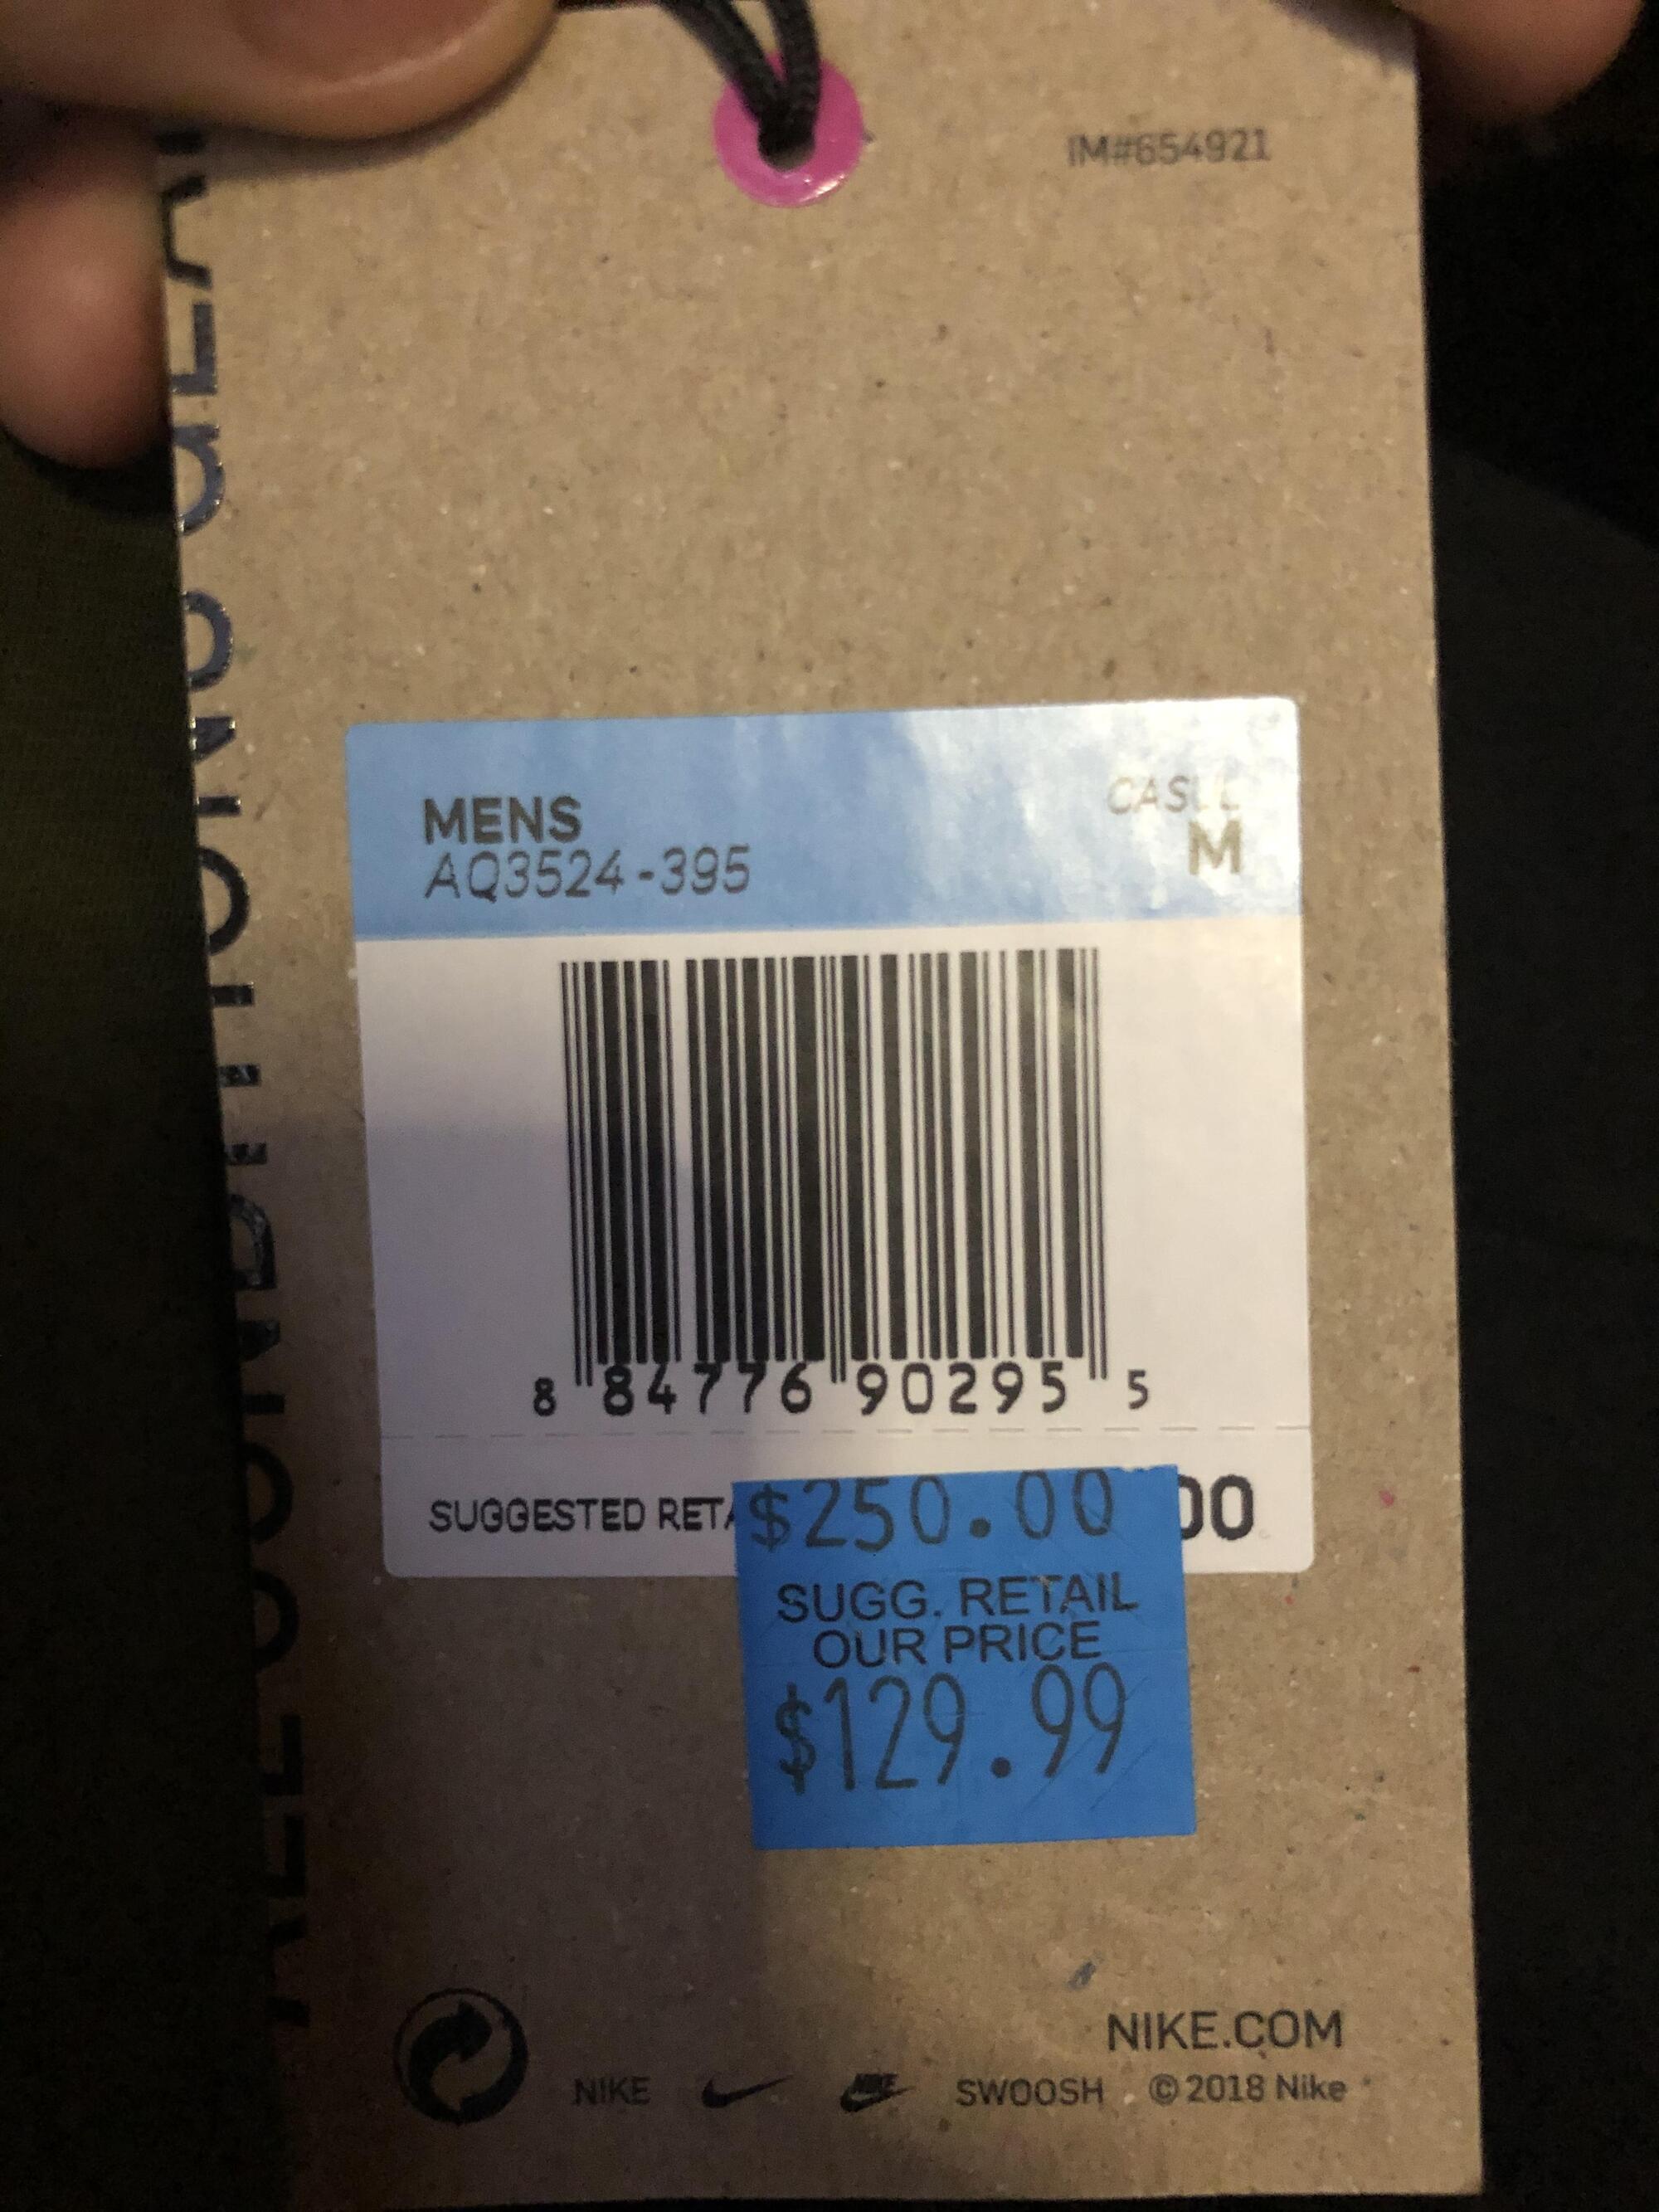 IM#654921
MENS
AQ3524-395
M
8 84776 90295 5
SUGGESTED
00
$250.00
SUGG. RETAIL
OUR PRICE
$129.99
NIKE.COM
NIKE NIKE SWOOSH © 2018 Nike